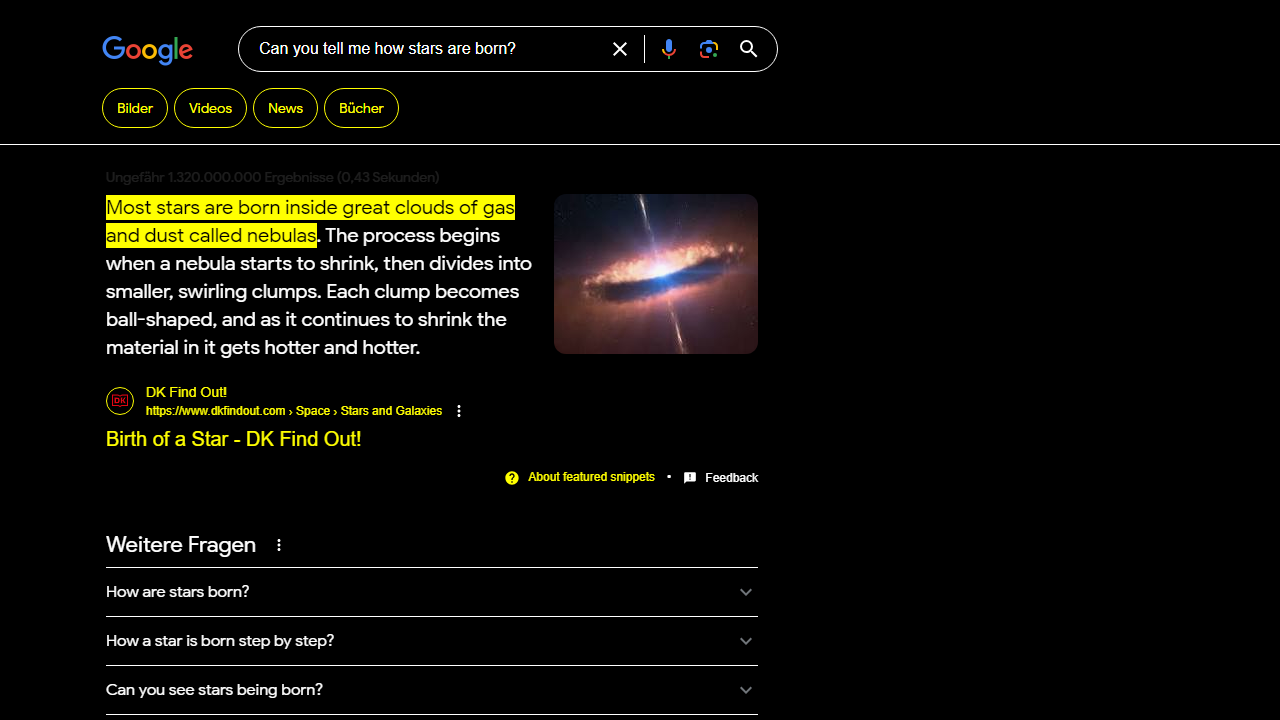 Google
Can you tell me how stars are born?
Bilder
Videos
News
Bücher
Ungefähr 1.320.000.000 Ergebnisse (0,43 Sekunden)
Most stars are born inside great clouds of gas
and dust called nebulas. The process begins
when a nebula starts to shrink, then divides into
smaller, swirling clumps. Each clump becomes
ball-shaped, and as it continues to shrink the
material in it gets hotter and hotter.
DK
DK Find Out!
https://www.dkfindout.com › Space › Stars and Galaxies
Birth of a Star - DK Find Out!
About featured snippets • Feedback
Weitere Fragen
How are stars born?
How a star is born step by step?
Can you see stars being born?